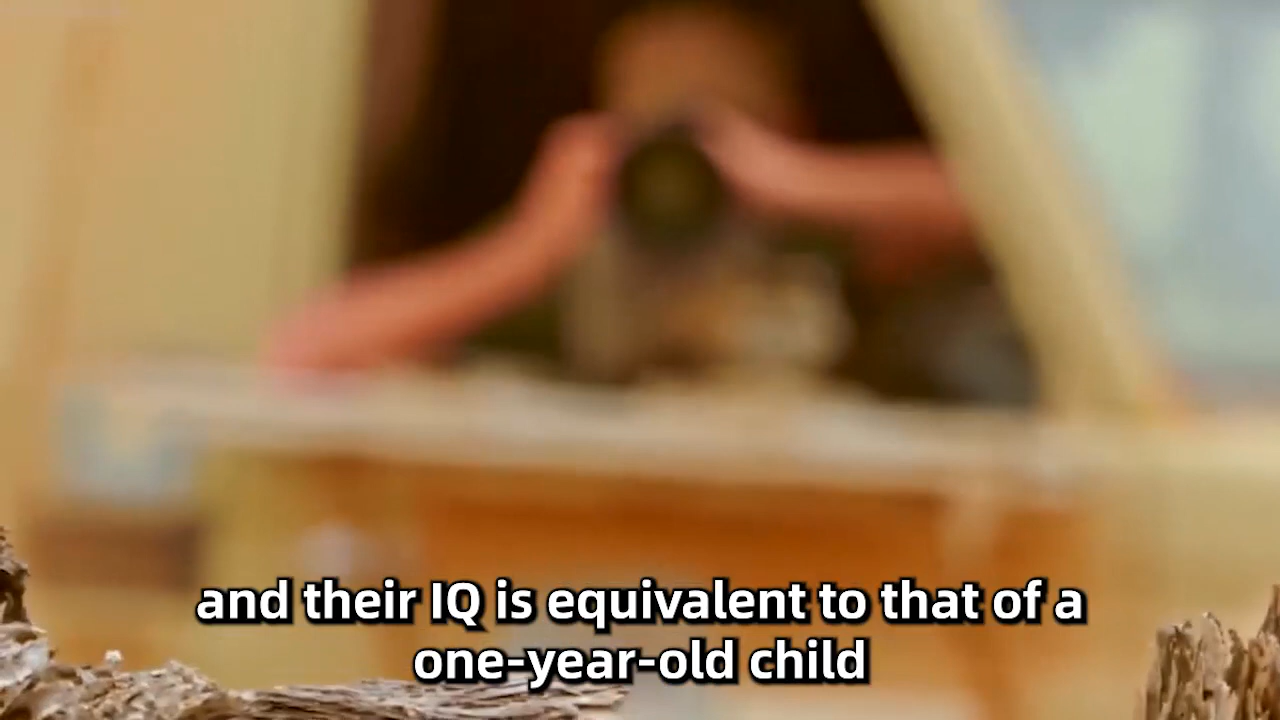 and their IQ is equivalent to that of a
one-year-old child